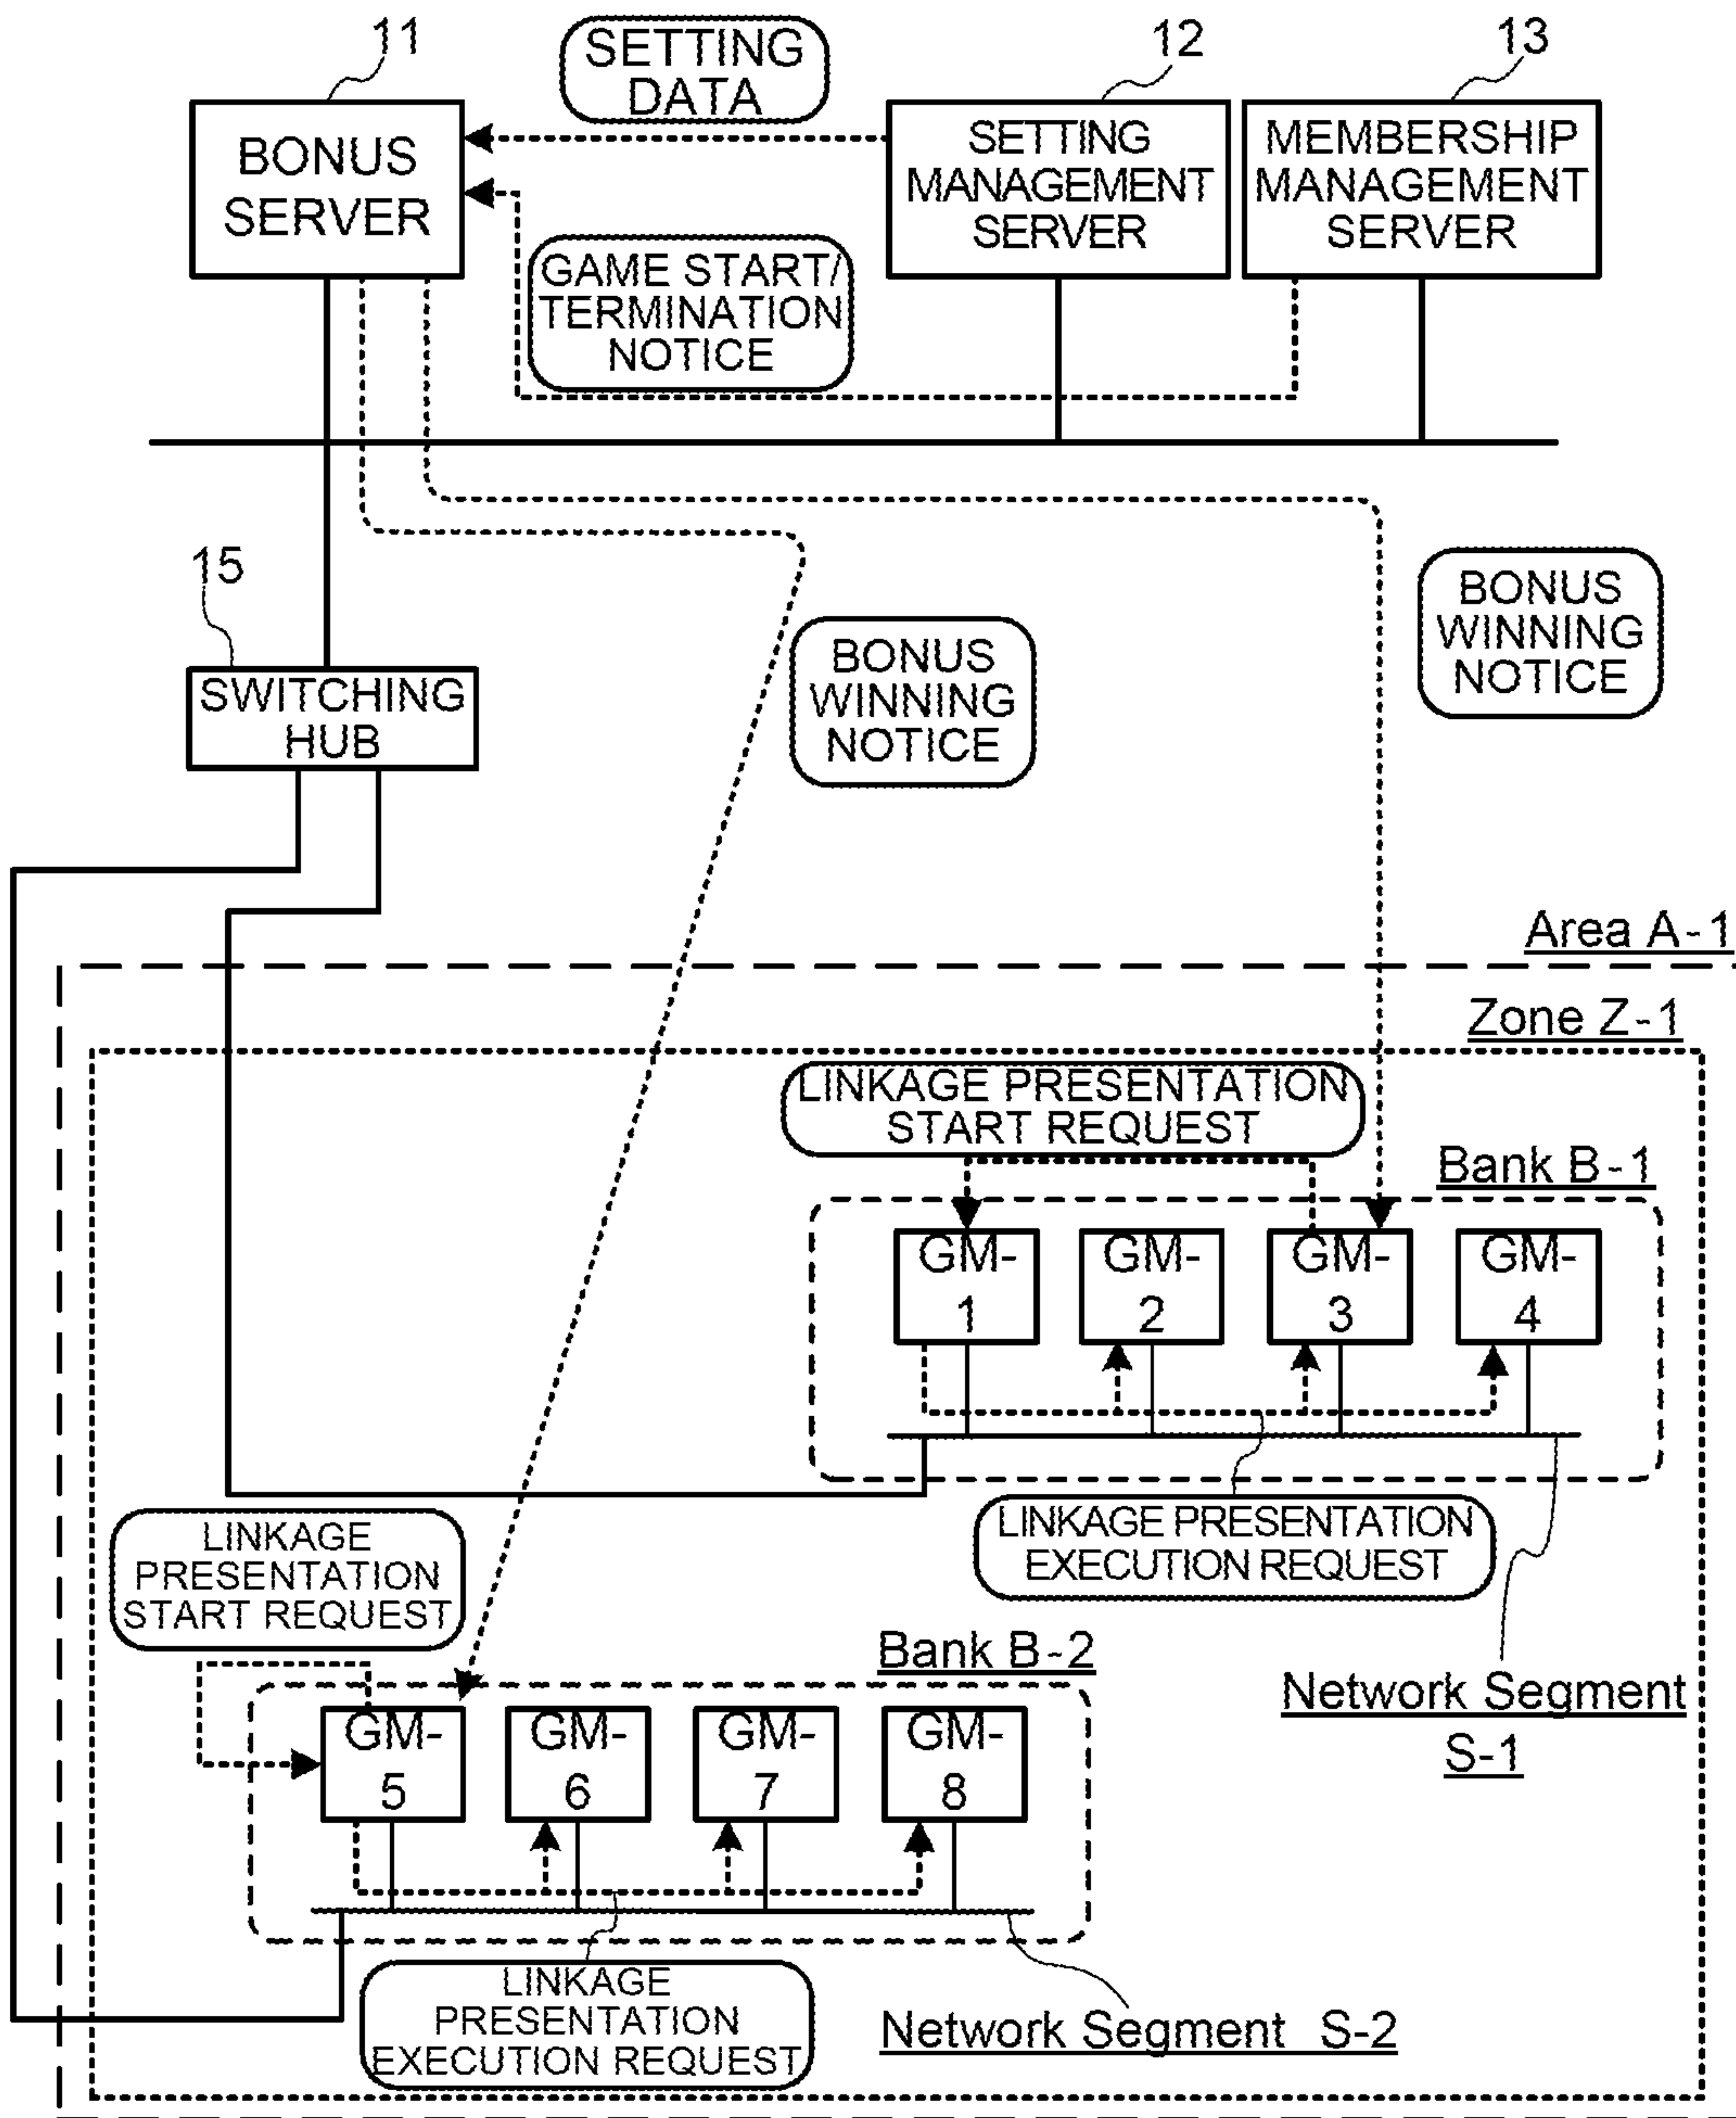 11
SETTING
DATA
12
13
BONUS
SERVER
SETTING
MANAGEMENT
SERVER
MEMBERSHIP
MANAGEMENT
SERVER
GAME START/
TERMINATION
NOTICE
15
SWITCHING
HUB
BONUS
WINNING
NOTICE
BONUS
WINNING
NOTICE
Area A-1
Zone Z-1
LINKAGE PRESENTATION
START REQUEST
Bank B-1
GM-
1
GM-
2
GM-
3
GM-
4
LINKAGE PRESENTATION
EXECUTION REQUEST
LINKAGE
PRESENTATION
START REQUEST
Bank B-2
Network Segment
S-1
GM-
5
GM-
6
GM-
7
GM-
8
LINKAGE
PRESENTATION
EXECUTION REQUEST
Network Segment S-2